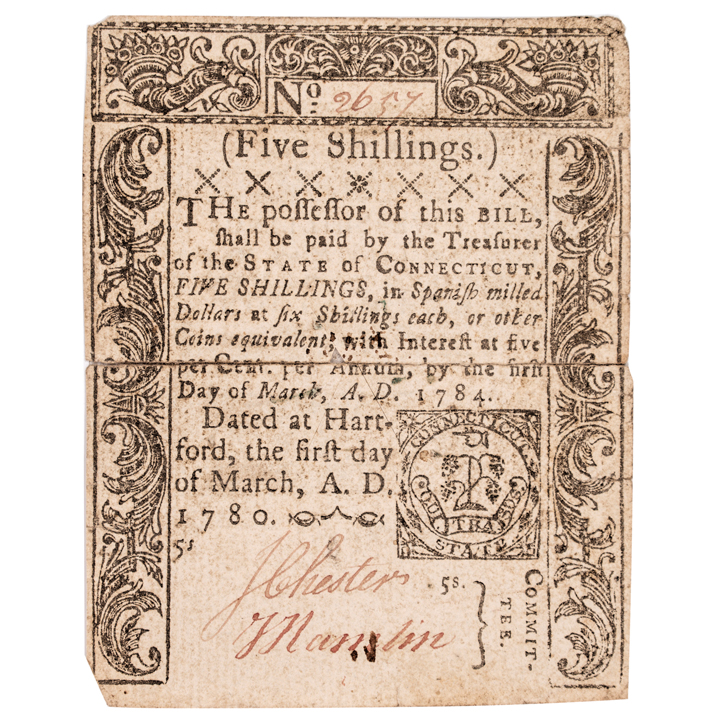 No. 2657
(Five Shillings.)
THE poſſeſſor of this BILL,
ſhall be paid by the Treaſurer
of the STATE of CONNECTICUT,
FIVE SHILLINGS, in Spaniſh milled
Dollars at ſix Shillings each, or other
Coins equivalent, with Intereſt at five
per Cent. per Annum, by the firſt
Day of March, A. D. 1784.
Dated at Hart-
ford, the firſt day
of March, A. D.
1780.
CONNECTICUT
STATE
5s
JChester
5s.
COMMIT-
TEE.